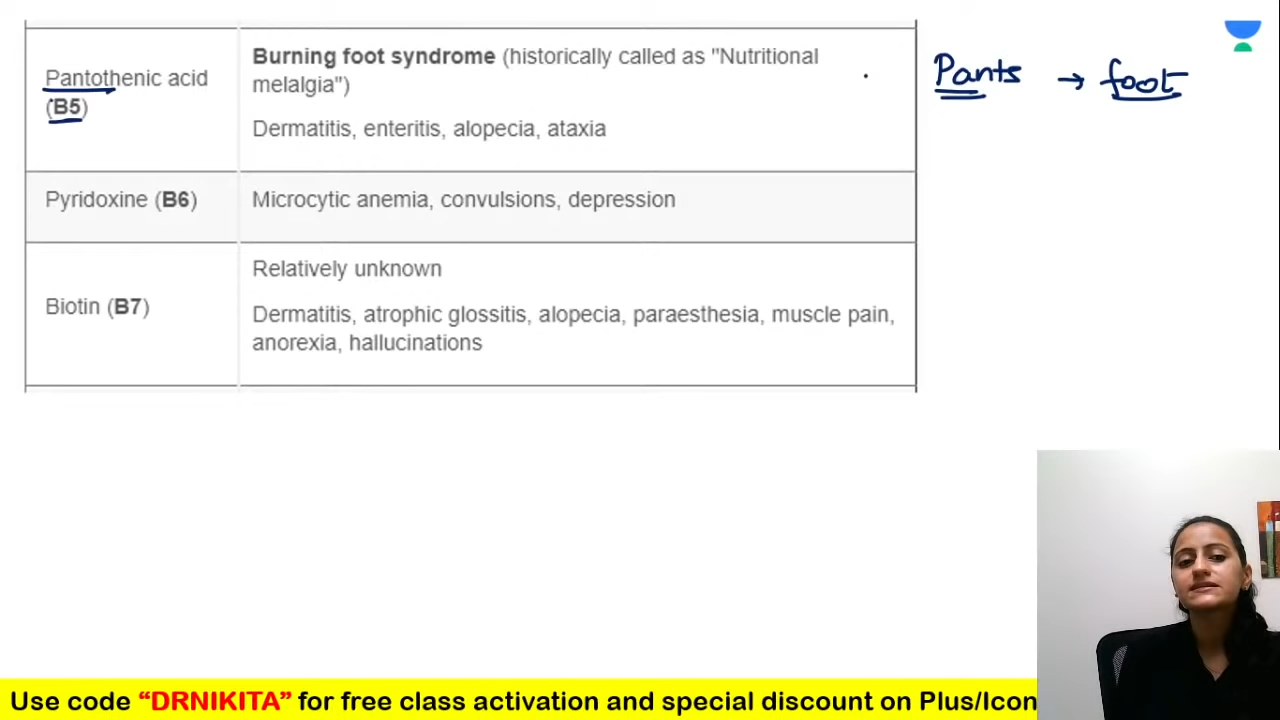 Pantothenic acid
(B5)
Burning foot syndrome (historically called as "Nutritional
melalgia")
Dermatitis, enteritis, alopecia, ataxia
Pants → foot
Pyridoxine (B6)
Microcytic anemia, convulsions, depression
Biotin (B7)
Relatively unknown
Dermatitis, atrophic glossitis, alopecia, paraesthesia, muscle pain,
anorexia, hallucinations
Use code “DRNIKITA” for free class activation and special discount on Plus/Icon